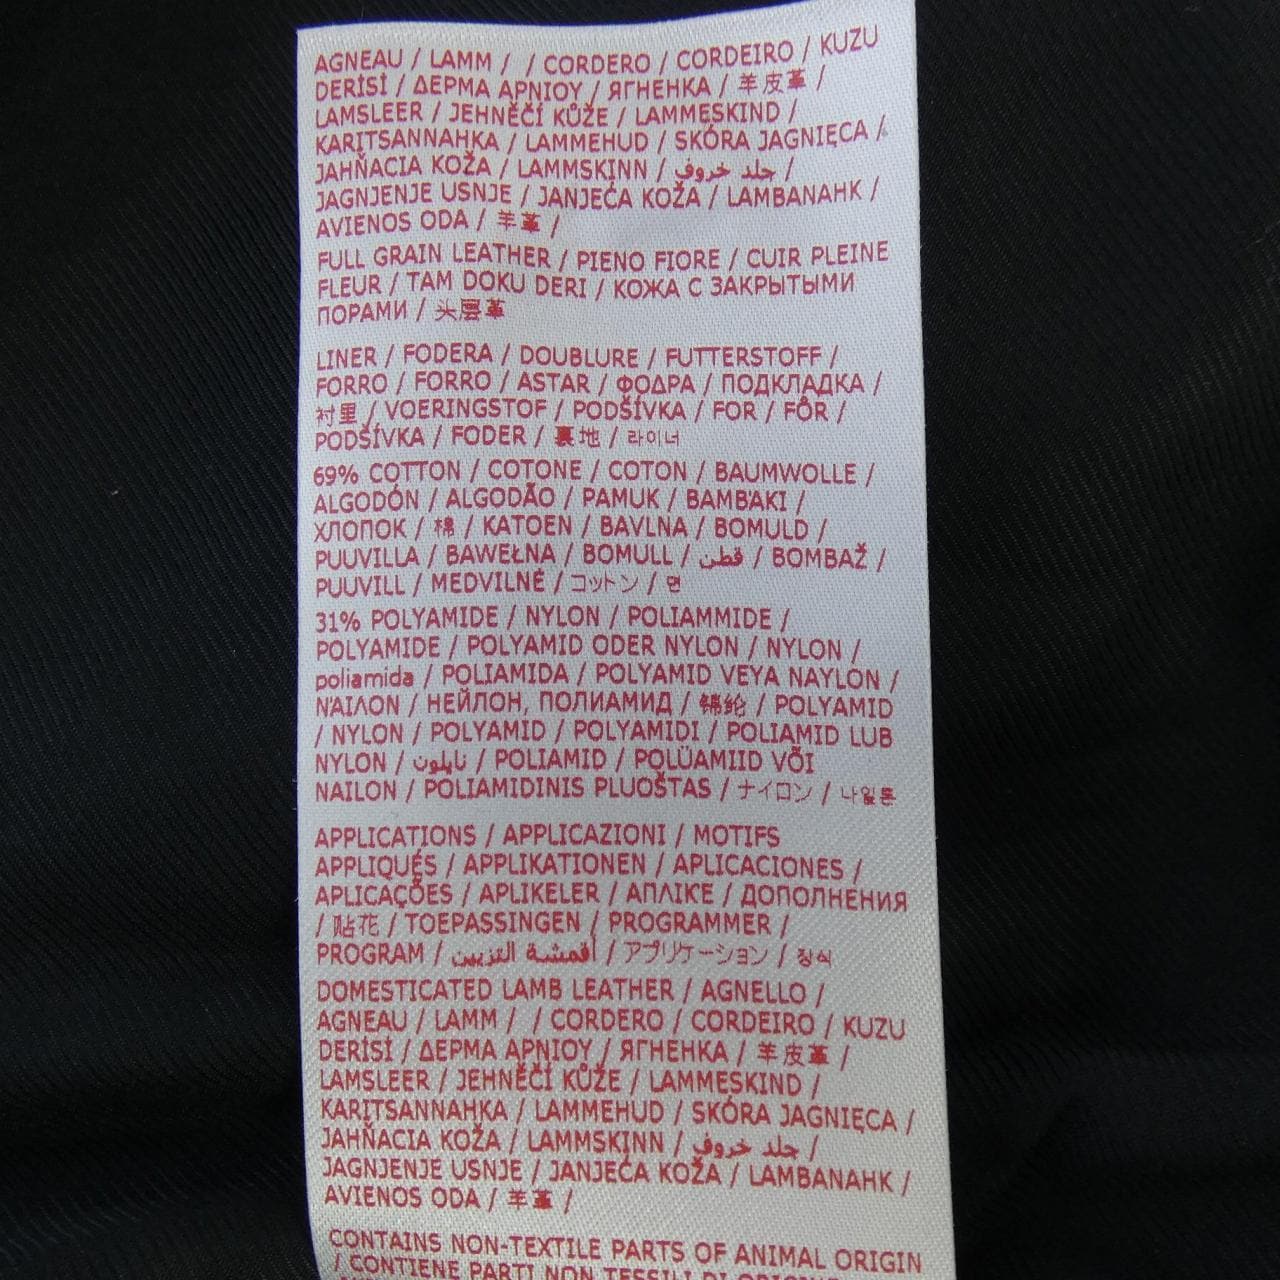 AGNEAU / LAMM / / CORDERO / CORDEIRO / KUZU
DERİSİ / ΔΕΡΜΑ ΑΡΝΙΟΥ / ЯГНЕНКА / 羊皮革 /
LAMSLEER / JEHNĚČÍ KŮŽE / LAMMESKIND /
KARITSANNAHKA / LAMMEHUD / SKÓRA JAGNIĘCA /
JAHŇACIA KOŽA / LAMMSKINN / جلد خروف /
JAGNJENJE USNJE / JANJEĆA KOŽA / LAMBANAHK /
AVIENOS ODA / 羊革 /
FULL GRAIN LEATHER / PIENO FIORE / CUIR PLEINE
FLEUR / TAM DOKU DERI / КОЖА С ЗАКРЫТЫМИ
ПОРАМИ / 头层革
LINER / FODERA / DOUBLURE / FUTTERSTOFF /
FORRO / FORRO / ASTAR / ΦΟΔΡΑ / ПОДКЛАДКА /
衬里 / VOERINGSTOF / PODŠÍVKA / FOR / FÔR /
PODŠÍVKA / FODER / 裏地 / 라이너
69% COTTON / COTONE / COTON / BAUMWOLLE /
ALGODÓN / ALGODÃO / PAMUK / ΒΑΜΒΆΚΙ /
ХЛОПОК / 棉 / KATOEN / BAVLNA / BOMULD /
PUUVILLA / BAWEŁNA / BOMULL / قطن / BOMBAŽ /
PUUVILL / MEDVILNĖ / コットン / 면
31% POLYAMIDE / NYLON / POLIAMMIDE /
POLYAMIDE / POLYAMID ODER NYLON / NYLON /
poliamida / POLIAMIDA / POLYAMID VEYA NAYLON /
ΝΆΙΛΟΝ / НЕЙЛОН, ПОЛИАМИД / 锦纶 / POLYAMID
/ NYLON / POLYAMID / POLYAMIDI / POLIAMID LUB
NYLON / نايلون / POLIAMID / POLÜAMIID VÕI
NAILON / POLIAMIDINIS PLUOŠTAS / ナイロン / 나일론
APPLICATIONS / APPLICAZIONI / MOTIFS
APPLIQUÉS / APPLIKATIONEN / APLICACIONES /
APLICAÇÕES / APLIKELER / ΑΠΛΙΚΕ / ДОПОЛНЕНИЯ
/ 贴花 / TOEPASSINGEN / PROGRAMMER /
PROGRAM / أقمشة التزيين / アプリケーション / 장식
DOMESTICATED LAMB LEATHER / AGNELLO /
AGNEAU / LAMM / / CORDERO / CORDEIRO / KUZU
DERİSİ / ΔΕΡΜΑ ΑΡΝΙΟΥ / ЯГНЕНКА / 羊皮革 /
LAMSLEER / JEHNĚČÍ KŮŽE / LAMMESKIND /
KARITSANNAHKA / LAMMEHUD / SKÓRA JAGNIĘCA /
JAHŇACIA KOŽA / LAMMSKINN / جلد خروف /
JAGNJENJE USNJE / JANJEĆA KOŽA / LAMBANAHK /
AVIENOS ODA / 羊革 /
CONTAINS NON-TEXTILE PARTS OF ANIMAL ORIGIN
/ CONTIENE PARTI NON TESSILI DI ORIGINE